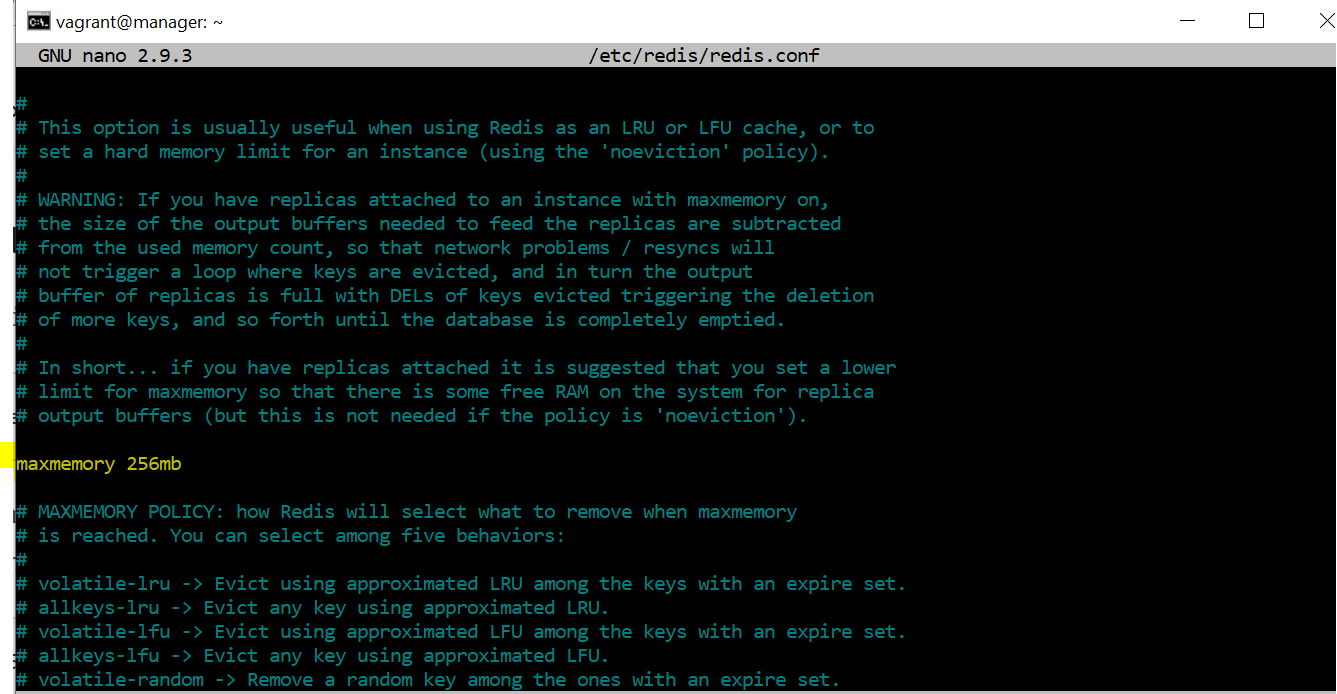 vagrant@manager: ~
GNU nano 2.9.3 /etc/redis/redis.conf
#
# This option is usually useful when using Redis as an LRU or LFU cache, or to
# set a hard memory limit for an instance (using the 'noeviction' policy).
#
# WARNING: If you have replicas attached to an instance with maxmemory on,
# the size of the output buffers needed to feed the replicas are subtracted
# from the used memory count, so that network problems / resyncs will
# not trigger a loop where keys are evicted, and in turn the output
# buffer of replicas is full with DELs of keys evicted triggering the deletion
# of more keys, and so forth until the database is completely emptied.
#
# In short... if you have replicas attached it is suggested that you set a lower
# limit for maxmemory so that there is some free RAM on the system for replica
# output buffers (but this is not needed if the policy is 'noeviction').
maxmemory 256mb
# MAXMEMORY POLICY: how Redis will select what to remove when maxmemory
# is reached. You can select among five behaviors:
#
# volatile-lru -> Evict using approximated LRU among the keys with an expire set.
# allkeys-lru -> Evict any key using approximated LRU.
# volatile-lfu -> Evict using approximated LFU among the keys with an expire set.
# allkeys-lfu -> Evict any key using approximated LFU.
# volatile-random -> Remove a random key among the ones with an expire set.